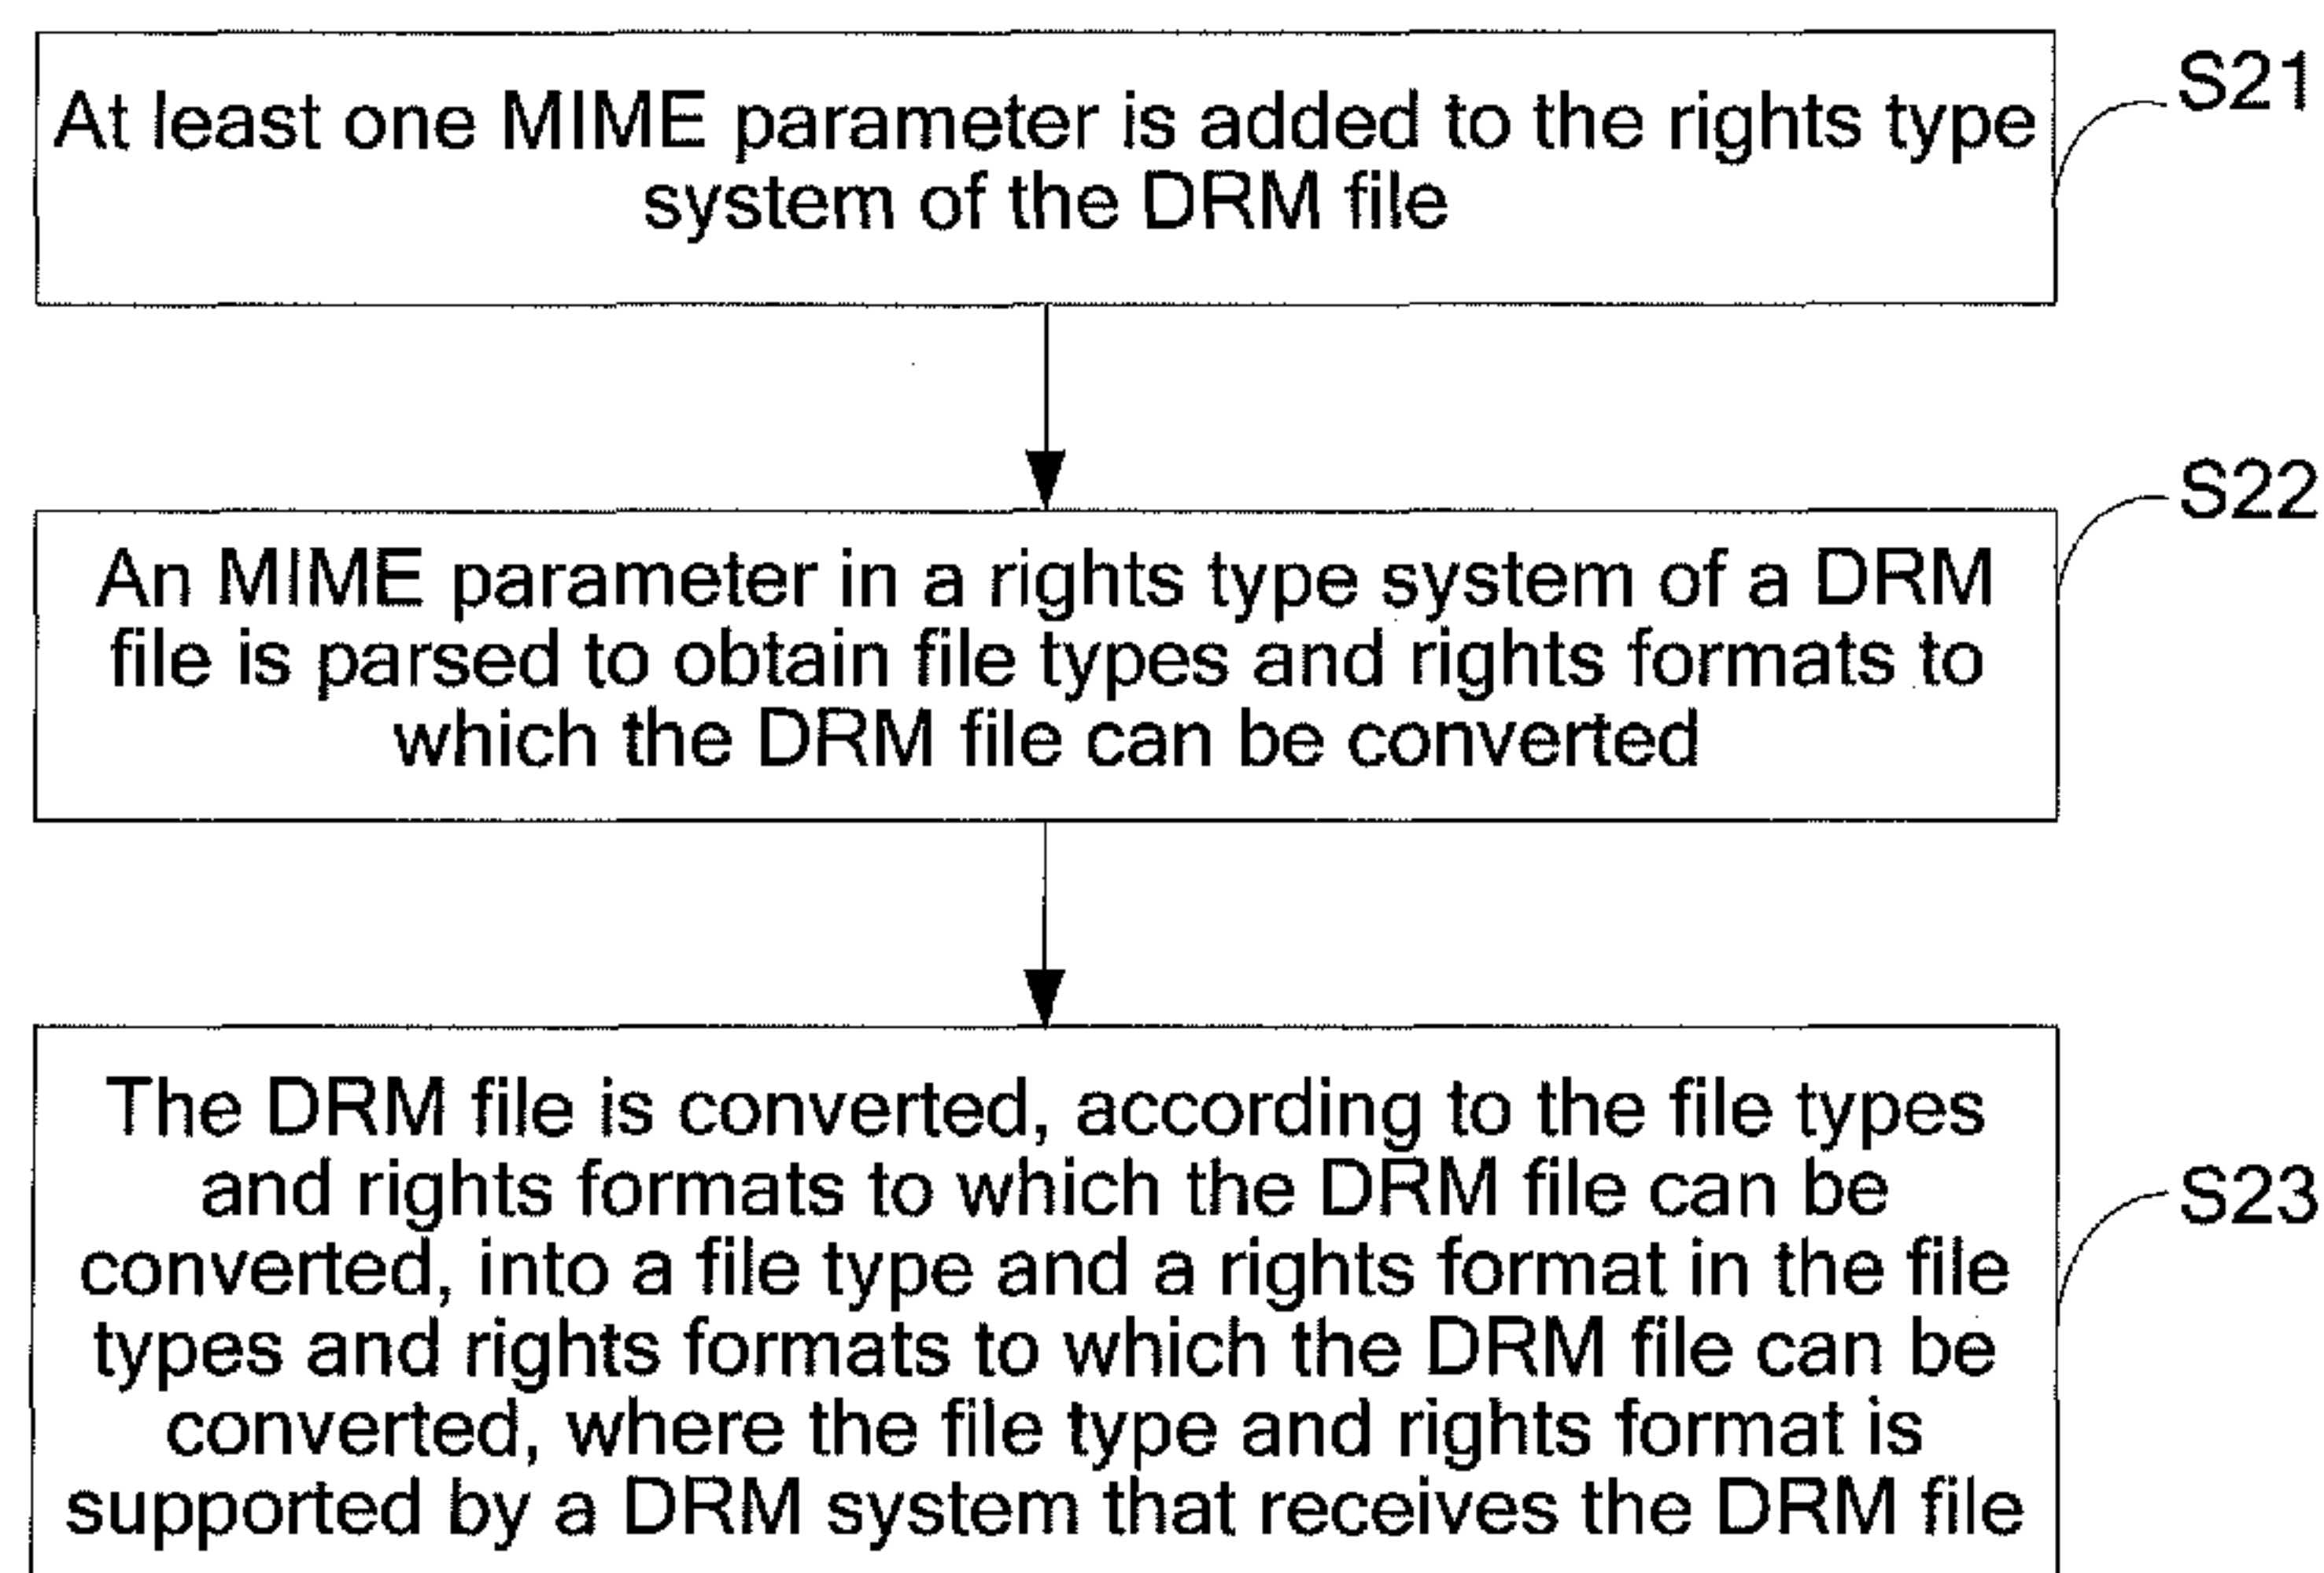 At least one MIME parameter is added to the rights type
system of the DRM file
S21
An MIME parameter in a rights type system of a DRM
file is parsed to obtain file types and rights formats to
which the DRM file can be converted
S22
The DRM file is converted, according to the file types
and rights formats to which the DRM file can be
converted, into a file type and a rights format in the file
types and rights formats to which the DRM file can be
converted, where the file type and rights format is
supported by a DRM system that receives the DRM file
S23